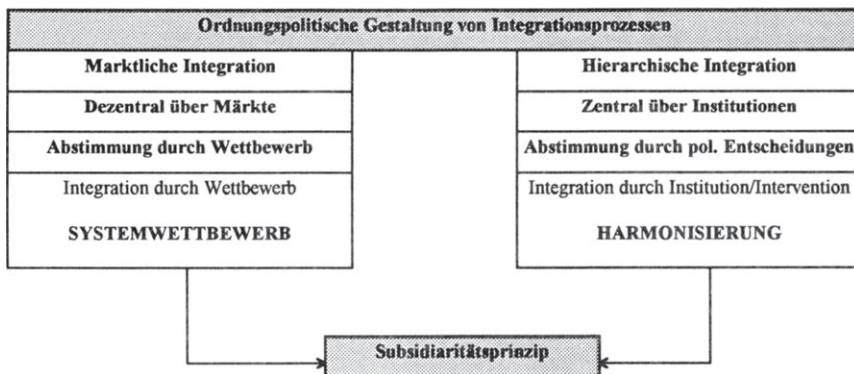 Ordnungspolitische Gestaltung von Integrationsprozessen
Marktliche Integration
Dezentral über Märkte
Abstimmung durch Wettbewerb
Integration durch Wettbewerb
SYSTEMWETTBEWERB
Hierarchische Integration
Zentral über Institutionen
Abstimmung durch pol. Entscheidungen
Integration durch Institution/Intervention
HARMONISIERUNG
Subsidiaritätsprinzip